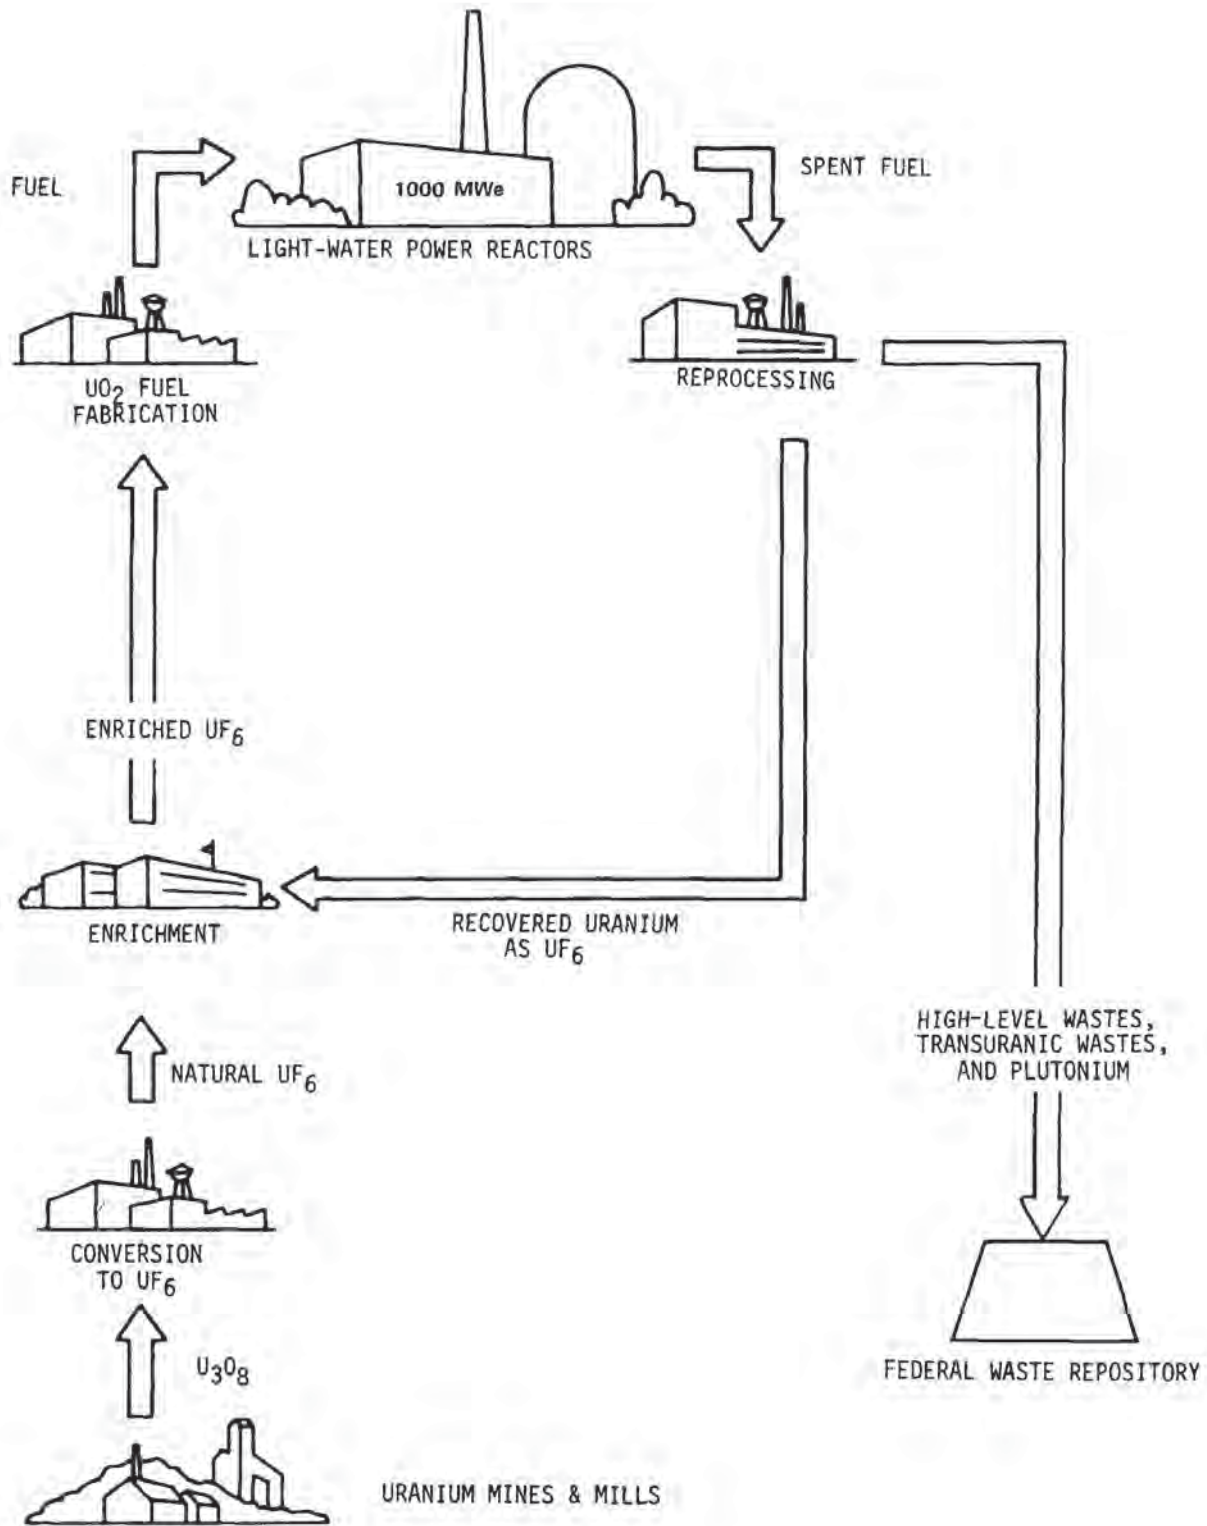 FUEL
1000 MWe
SPENT FUEL
LIGHT-WATER POWER REACTORS
UO2 FUEL
FABRICATION
REPROCESSING
ENRICHED UF6
ENRICHMENT
RECOVERED URANIUM
AS UF6
HIGH-LEVEL WASTES,
TRANSURANIC WASTES,
AND PLUTONIUM
NATURAL UF6
CONVERSION
TO UF6
U3O8
FEDERAL WASTE REPOSITORY
URANIUM MINES & MILLS